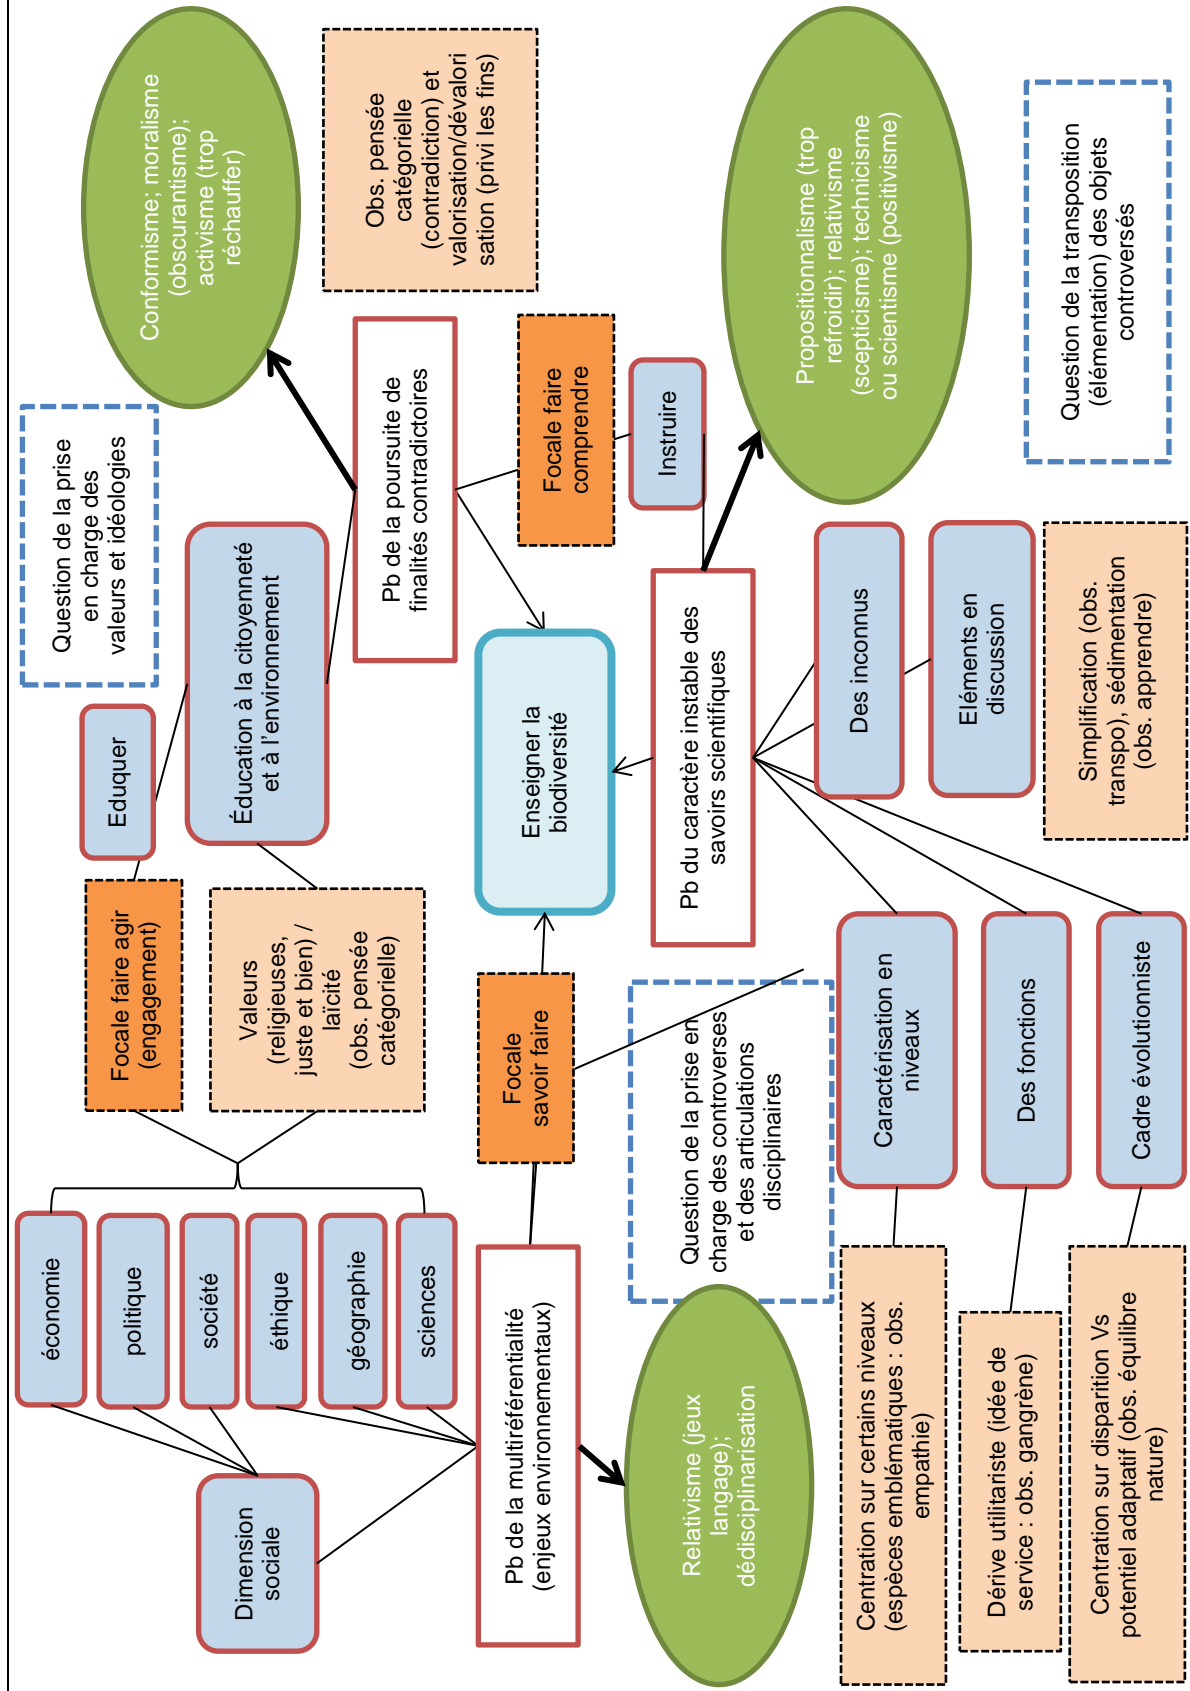 économie
politique
société
éthique
géographie
sciences
Dimension
sociale
Focale faire agir
(engagement)
Valeurs
(religieuses,
juste et bien) /
laïcité
(obs. pensée
catégorielle)
Eduquer
Éducation à la citoyenneté
et à l'environnement
Question de la prise
en charge des
valeurs et idéologies
Conformisme; moralisme
(obscurantisme);
activisme (trop
réchauffer)
Obs. pensée
catégorielle
(contradiction) et
valorisation/dévalori
sation (privi les fins)
Pb de la poursuite de
finalités contradictoires
Pb de la multiréférentialité
(enjeux environnementaux)
Focale
savoir faire
Enseigner la
biodiversité
Focale faire
comprendre
Instruire
Relativisme (jeux
langage);
dédisciplinarisation
Question de la prise en
charge des controverses
et des articulations
disciplinaires
Pb du caractère instable des
savoirs scientifiques
Propositionnalisme (trop
refroidir); relativisme
(scepticisme); technicisme
ou scientisme (positivisme)
Centration sur certains niveaux
(espèces emblématiques : obs.
empathie)
Caractérisation en
niveaux
Des inconnus
Dérive utilitariste (idée de
service : obs. gangrène)
Des fonctions
Eléments en
discussion
Centration sur disparition Vs
potentiel adaptatif (obs. équilibre
nature)
Cadre évolutionniste
Simplification (obs.
transpo), sédimentation
(obs. apprendre)
Question de la transposition
(élémentation) des objets
controversés